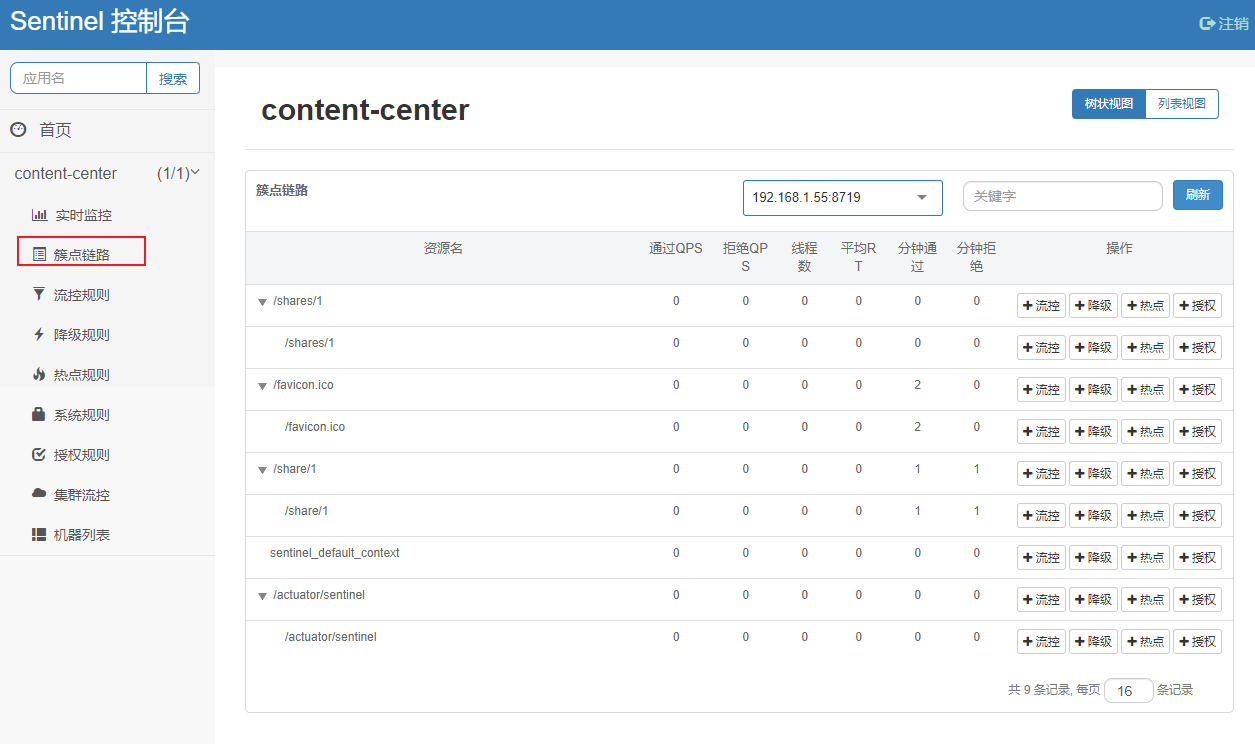 Sentinel 控制台
注销
应用名
搜索
首页
content-center (1/1)
实时监控
簇点链路
流控规则
降级规则
热点规则
系统规则
授权规则
集群流控
机器列表
content-center
树状视图 列表视图
簇点链路
192.168.1.55:8719
关键字
刷新
资源名 通过QPS 拒绝QPS 线程数 平均RT 分钟通过 分钟拒绝 操作
/shares/1 0 0 0 0 0 0 流控 降级 热点 授权
/shares/1 0 0 0 0 0 0 流控 降级 热点 授权
/favicon.ico 0 0 0 0 2 0 流控 降级 热点 授权
/favicon.ico 0 0 0 0 2 0 流控 降级 热点 授权
/share/1 0 0 0 0 1 1 流控 降级 热点 授权
/share/1 0 0 0 0 1 1 流控 降级 热点 授权
sentinel_default_context 0 0 0 0 0 0 流控 降级 热点 授权
/actuator/sentinel 0 0 0 0 0 0 流控 降级 热点 授权
/actuator/sentinel 0 0 0 0 0 0 流控 降级 热点 授权
共 9 条记录, 每页 16 条记录